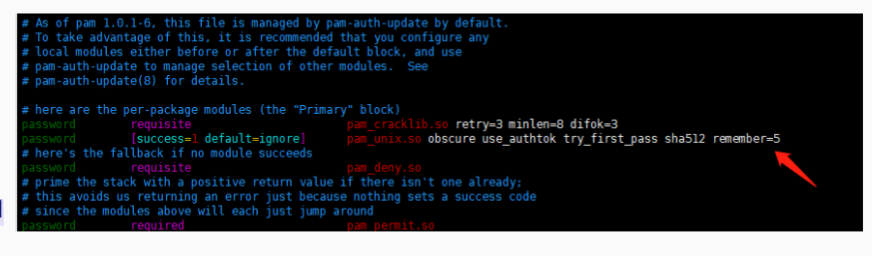 # As of pam 1.0.1-6, this file is managed by pam-auth-update by default.
# To take advantage of this, it is recommended that you configure any
# local modules either before or after the default block, and use
# pam-auth-update to manage selection of other modules.  See
# pam-auth-update(8) for details.
# here are the per-package modules (the "Primary" block)
password requisite pam_cracklib.so retry=3 minlen=8 difok=3
password [success=1 default=ignore] pam_unix.so obscure use_authtok try_first_pass sha512 remember=5
# here's the fallback if no module succeeds
password requisite pam_deny.so
# prime the stack with a positive return value if there isn't one already;
# this avoids us returning an error just because nothing sets a success code
# since the modules above will each just jump around
password required pam_permit.so